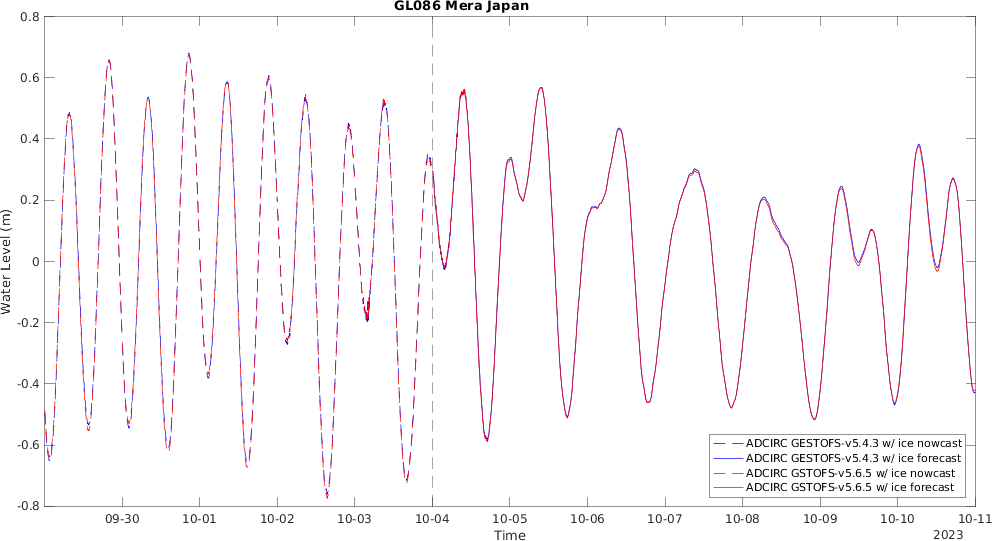 GL086 Mera Japan
0.8
0.6
0.4
0.2
0
-0.2
-0.4
-0.6
-0.8
Water Level (m)
09-30 10-01 10-02 10-03 10-04 10-05 10-06 10-07 10-08 10-09 10-10 10-11
Time
2023
ADCIRC GESTOFS-v5.4.3 w/ ice nowcast
ADCIRC GESTOFS-v5.4.3 w/ ice forecast
ADCIRC GSTOFS-v5.6.5 w/ ice nowcast
ADCIRC GSTOFS-v5.6.5 w/ ice forecast